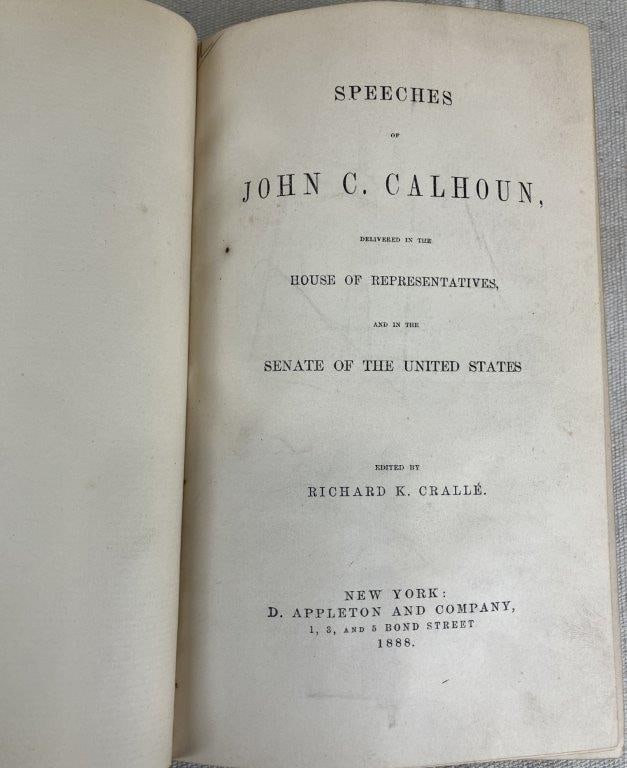 SPEECHES
OF
JOHN C. CALHOUN,
DELIVERED IN THE
HOUSE OF REPRESENTATIVES,
AND IN THE
SENATE OF THE UNITED STATES
EDITED BY
RICHARD K. CRALLÉ.
NEW YORK:
D. APPLETON AND COMPANY,
1, 3, AND 5 BOND STREET
1888.